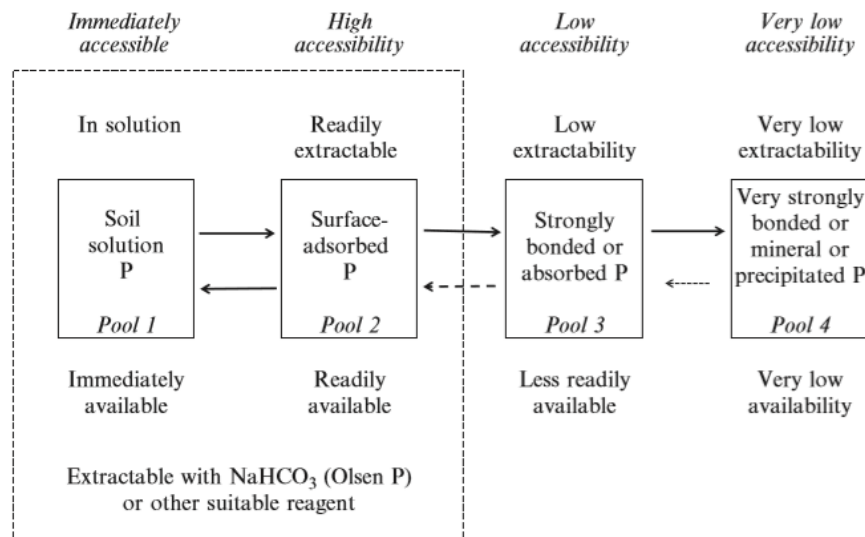 Immediately accessible
High accessibility
Low accessibility
Very low accessibility
In solution
Readily extractable
Low extractability
Very low extractability
Soil solution P
Pool 1
Surface-adsorbed P
Pool 2
Strongly bonded or absorbed P
Pool 3
Very strongly bonded or mineral or precipitated P
Pool 4
Immediately available
Readily available
Less readily available
Very low availability
Extractable with NaHCO₃ (Olsen P)
or other suitable reagent